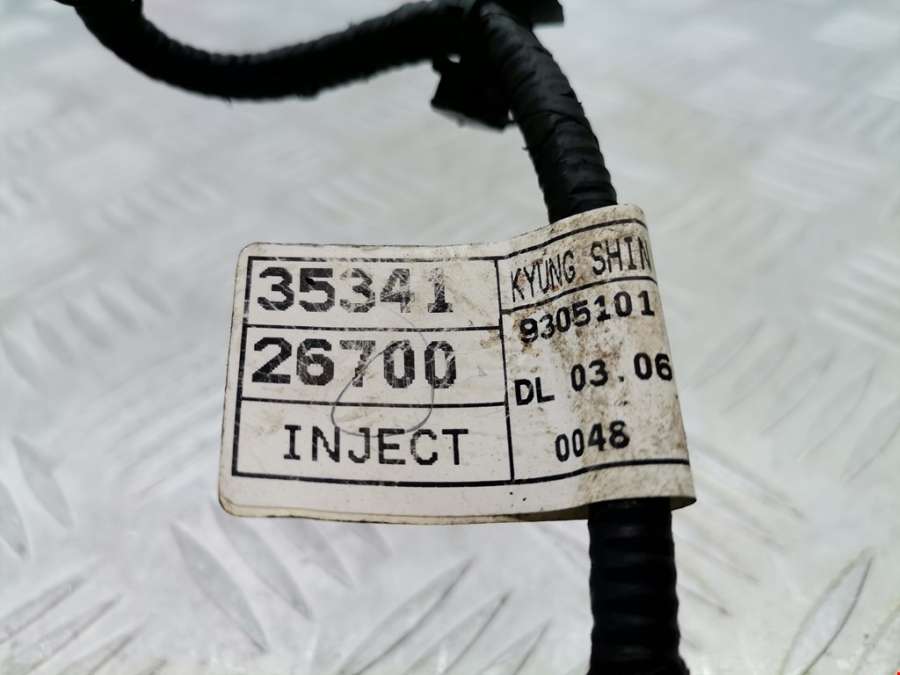 35341
26700
INJECT
KYUNG SHIN
9305101
DL 03.06
0048